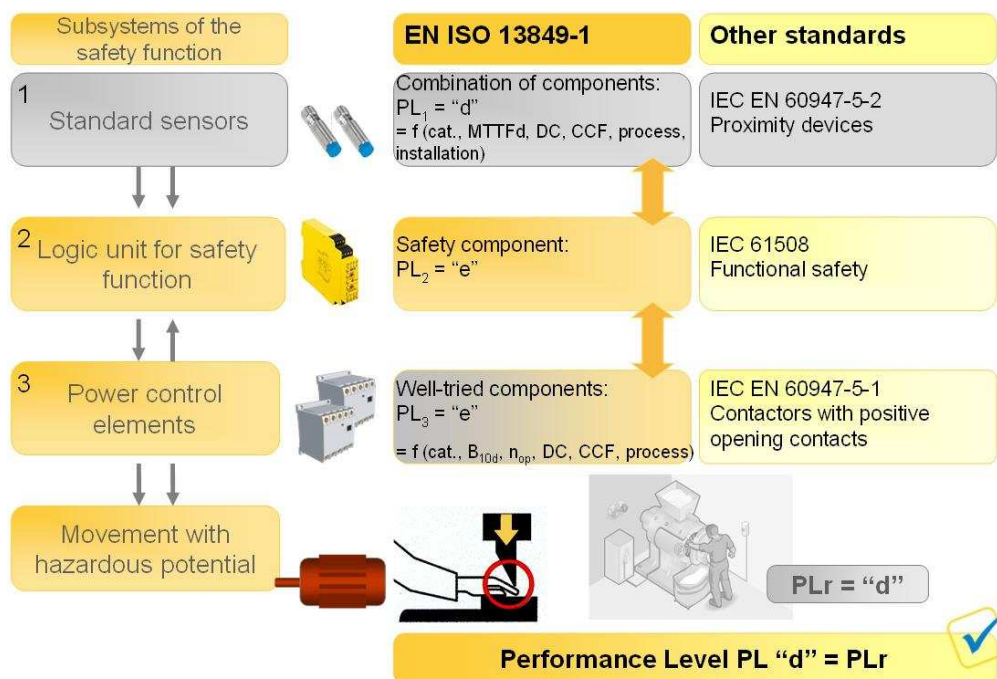 Subsystems of the
safety function
EN ISO 13849-1
Other standards
1
Standard sensors
Combination of components:
PL1 = “d”
= f (cat., MTTFd, DC, CCF, process,
installation)
IEC EN 60947-5-2
Proximity devices
2
Logic unit for safety
function
Safety component:
PL2 = “e”
IEC 61508
Functional safety
3
Power control
elements
Well-tried components:
PL3 = “e”
= f (cat., B10d, nop, DC, CCF, process)
IEC EN 60947-5-1
Contactors with positive
opening contacts
Movement with
hazardous potential
PLr = “d”
Performance Level PL “d” = PLr